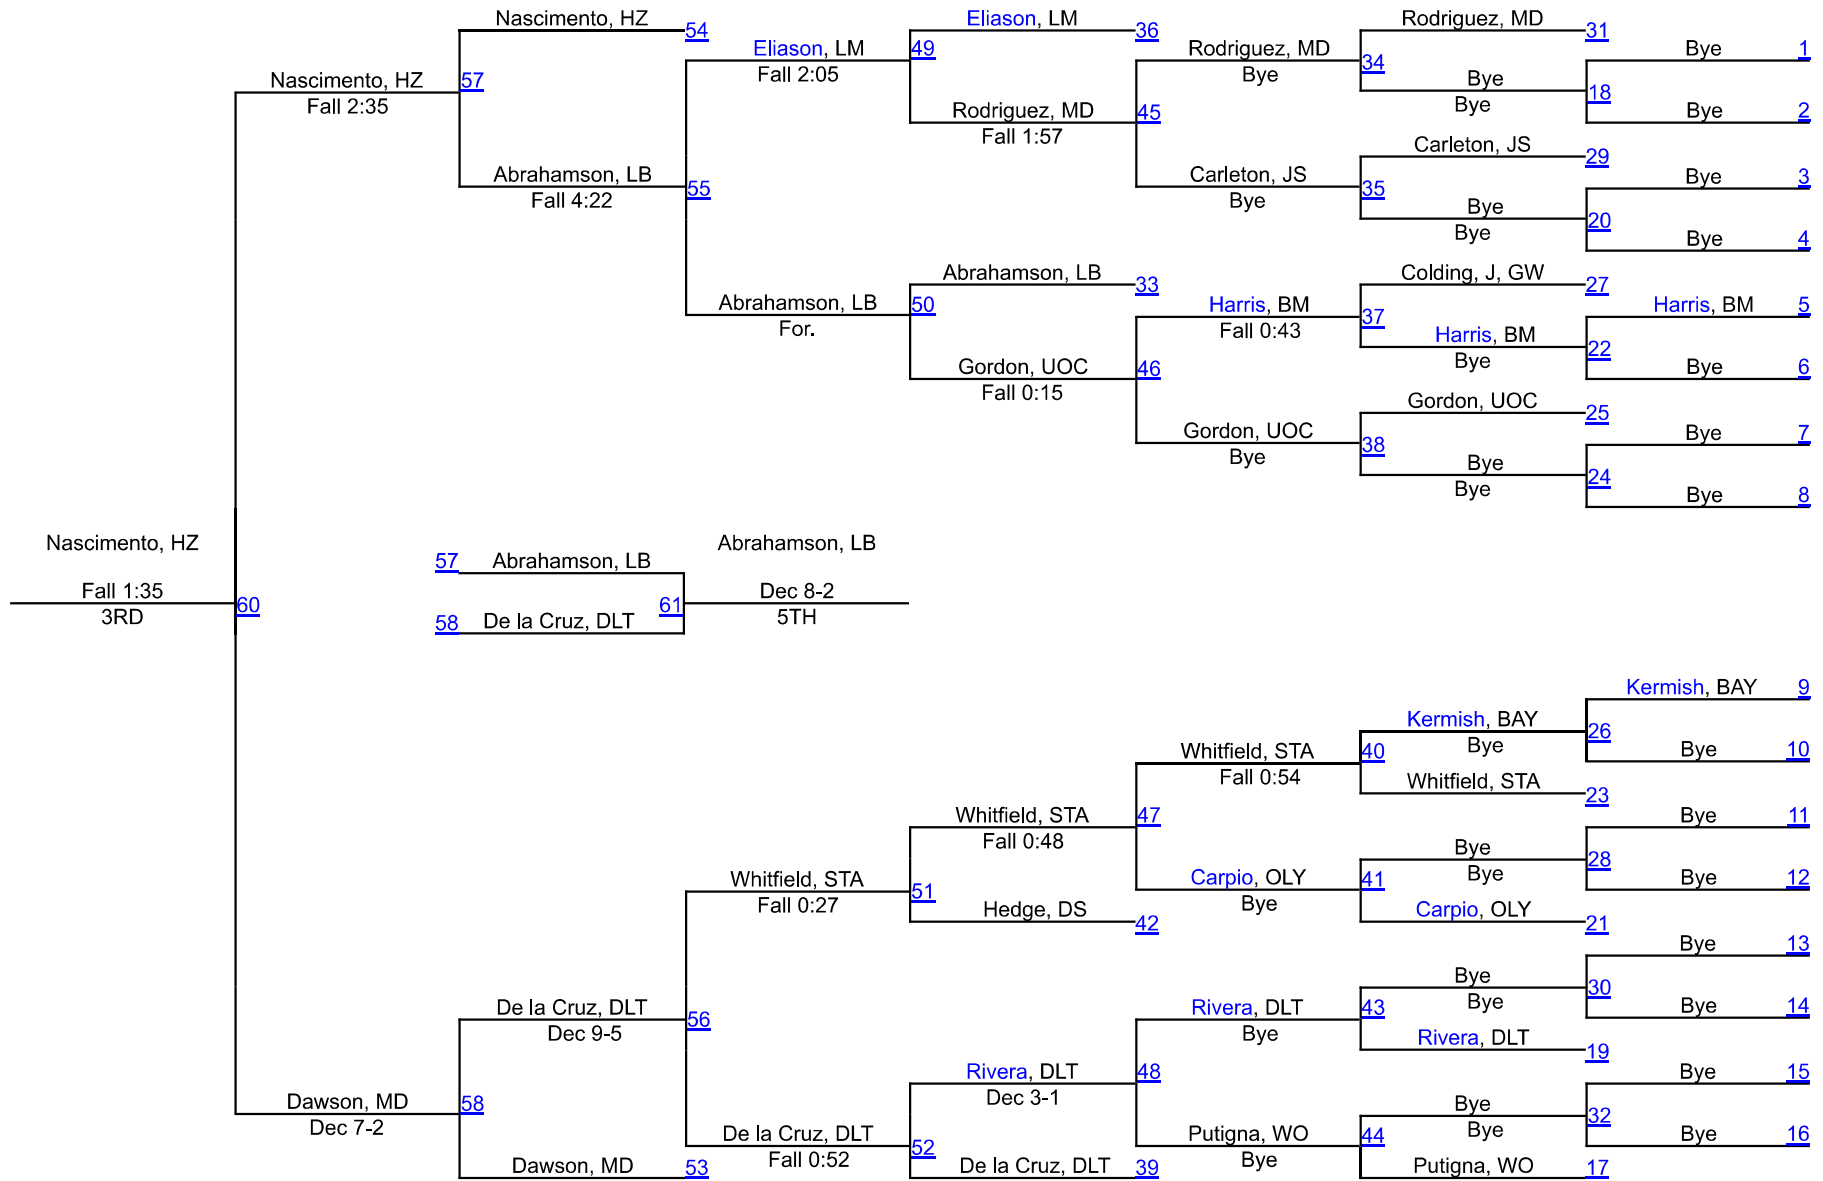 Nascimento, HZ
54
Eliason, LM
36
Rodriguez, MD
31
Bye
1
Eliason, LM
49
Rodriguez, MD
34
Fall 2:05
Bye
Bye
18
Bye
Bye
2
Nascimento, HZ
57
Fall 2:35
Rodriguez, MD
45
Fall 1:57
Carleton, JS
29
Bye
3
Abrahamson, LB
55
Fall 4:22
Carleton, JS
35
Bye
Bye
20
Bye
Bye
4
Abrahamson, LB
33
Colding, J, GW
27
Abrahamson, LB
50
For.
Harris, BM
37
Fall 0:43
Harris, BM
5
Harris, BM
22
Bye
Gordon, UOC
46
Fall 0:15
Bye
6
Gordon, UOC
25
Gordon, UOC
38
Bye
Bye
7
Bye
24
Bye
Bye
8
Nascimento, HZ
Fall 1:35
60
3RD
57
Abrahamson, LB
Abrahamson, LB
61
Dec 8-2
5TH
58
De la Cruz, DLT
Kermish, BAY
9
Kermish, BAY
26
Bye
Whitfield, STA
40
Fall 0:54
Bye
10
Whitfield, STA
23
Whitfield, STA
47
Fall 0:48
Bye
11
Bye
28
Bye
Whitfield, STA
51
Fall 0:27
Carpio, OLY
41
Bye
Bye
12
Hedge, DS
42
Carpio, OLY
21
Bye
13
Bye
30
Bye
De la Cruz, DLT
56
Dec 9-5
Rivera, DLT
43
Bye
Bye
14
Rivera, DLT
19
Rivera, DLT
48
Dec 3-1
Bye
15
Dawson, MD
58
Dec 7-2
Bye
32
Bye
De la Cruz, DLT
52
Fall 0:52
Putigna, WO
44
Bye
Bye
16
Dawson, MD
53
De la Cruz, DLT
39
Putigna, WO
17